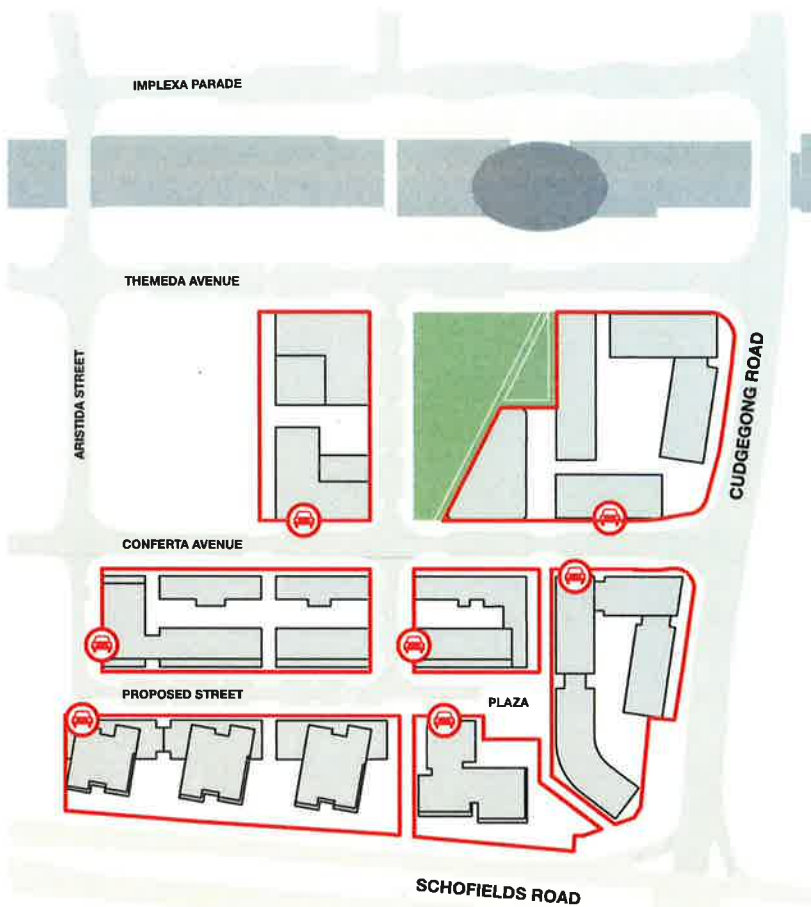 IMPLEXA PARADE
THEMEDA AVENUE
ARISTIDA STREET
CUDGEGONG ROAD
CONFERTA AVENUE
PROPOSED STREET
PLAZA
SCHOFIELDS ROAD